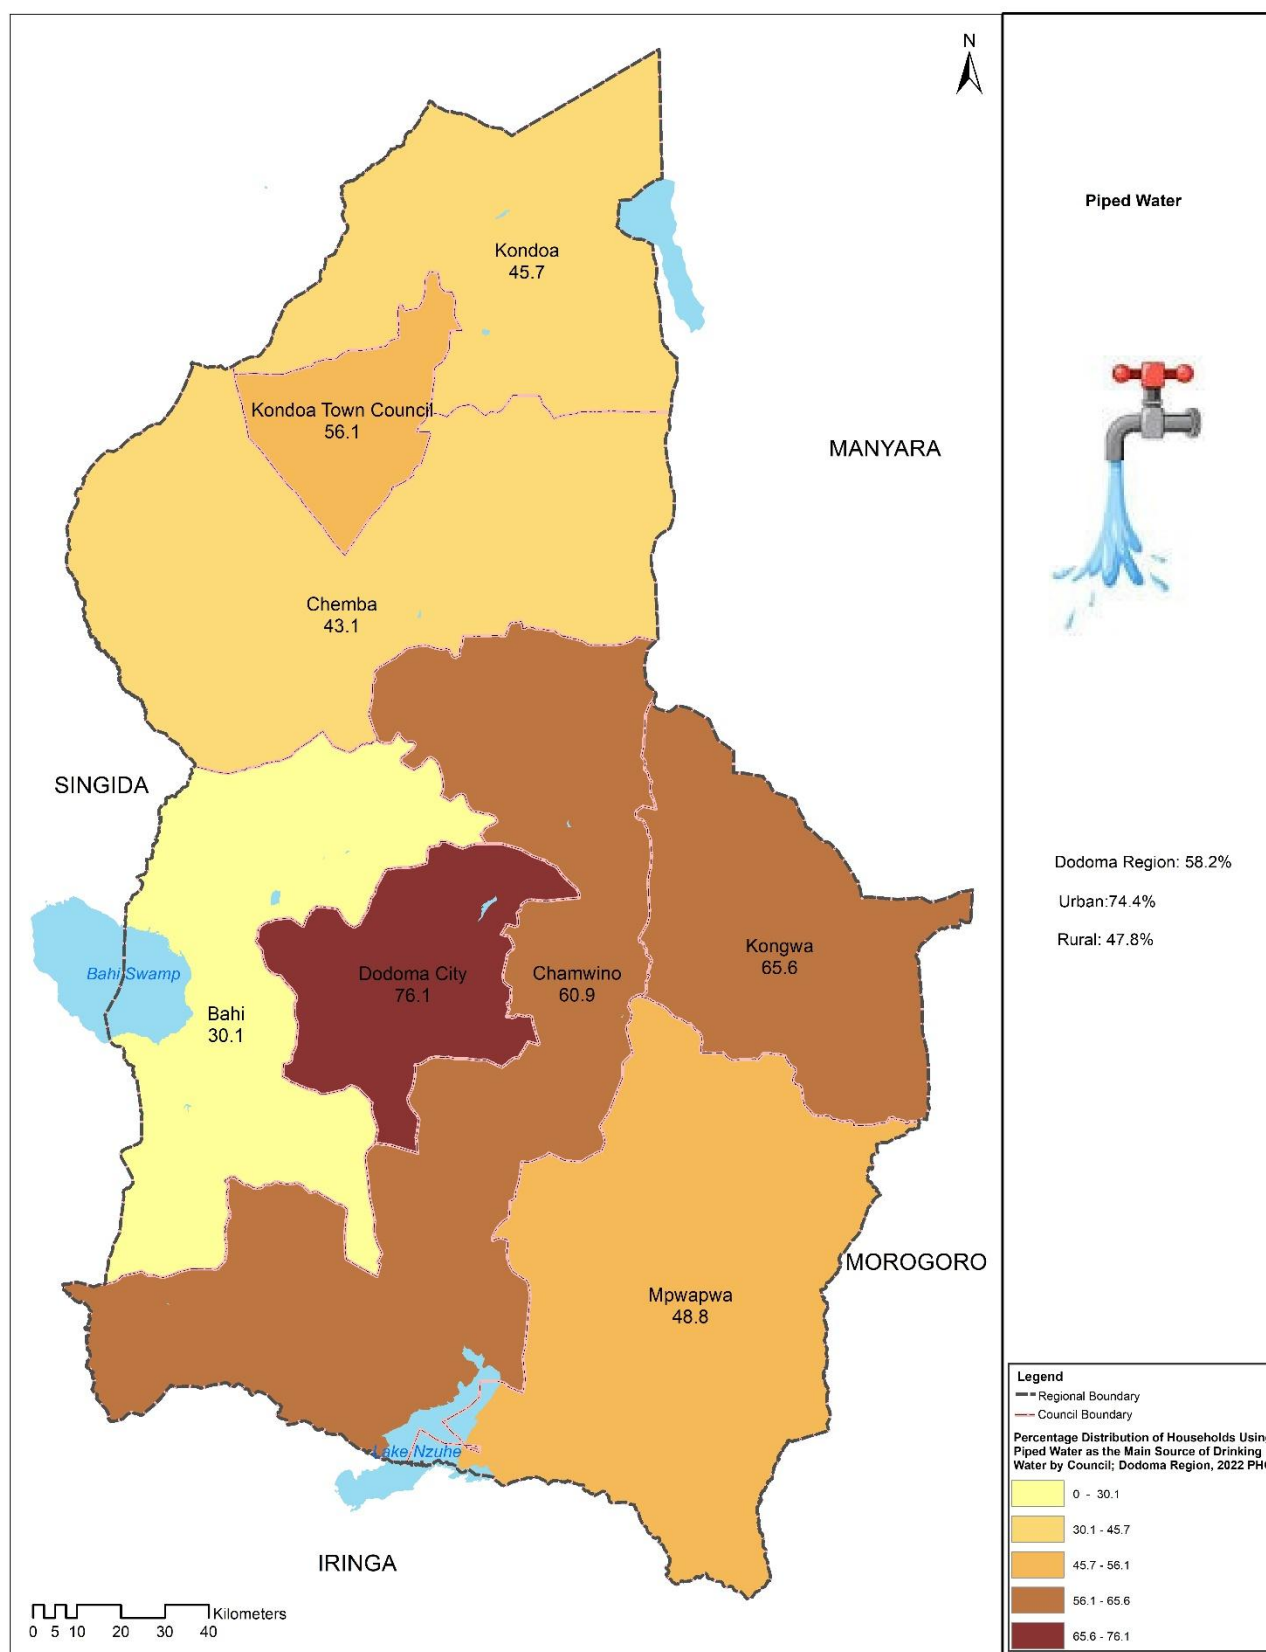 N
Kondoa
45.7
Kondoa Town Council
56.1
MANYARA
Chemba
43.1
SINGIDA
Bahi Swamp
Bahi
30.1
Dodoma City
76.1
Chamwino
60.9
Kongwa
65.6
MOROGORO
Mpwapwa
48.8
Lake Nzuhe
IRINGA
Kilometers
0 5 10 20 30 40
Piped Water
Dodoma Region: 58.2%
Urban:74.4%
Rural: 47.8%
Legend
Regional Boundary
Council Boundary
Percentage Distribution of Households Usin
Piped Water as the Main Source of Drinking
Water by Council; Dodoma Region, 2022 PH
0 - 30.1
30.1 - 45.7
45.7 - 56.1
56.1 - 65.6
65.6 - 76.1